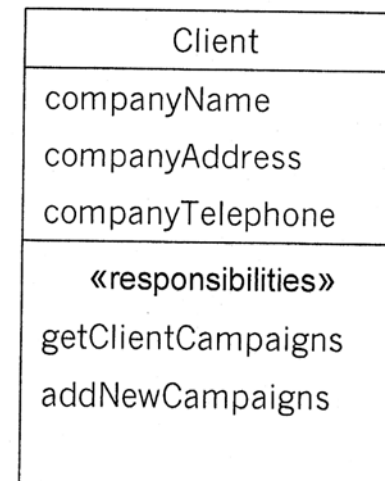 Client
companyName
companyAddress
companyTelephone
«responsibilities»
getClientCampaigns
addNewCampaigns